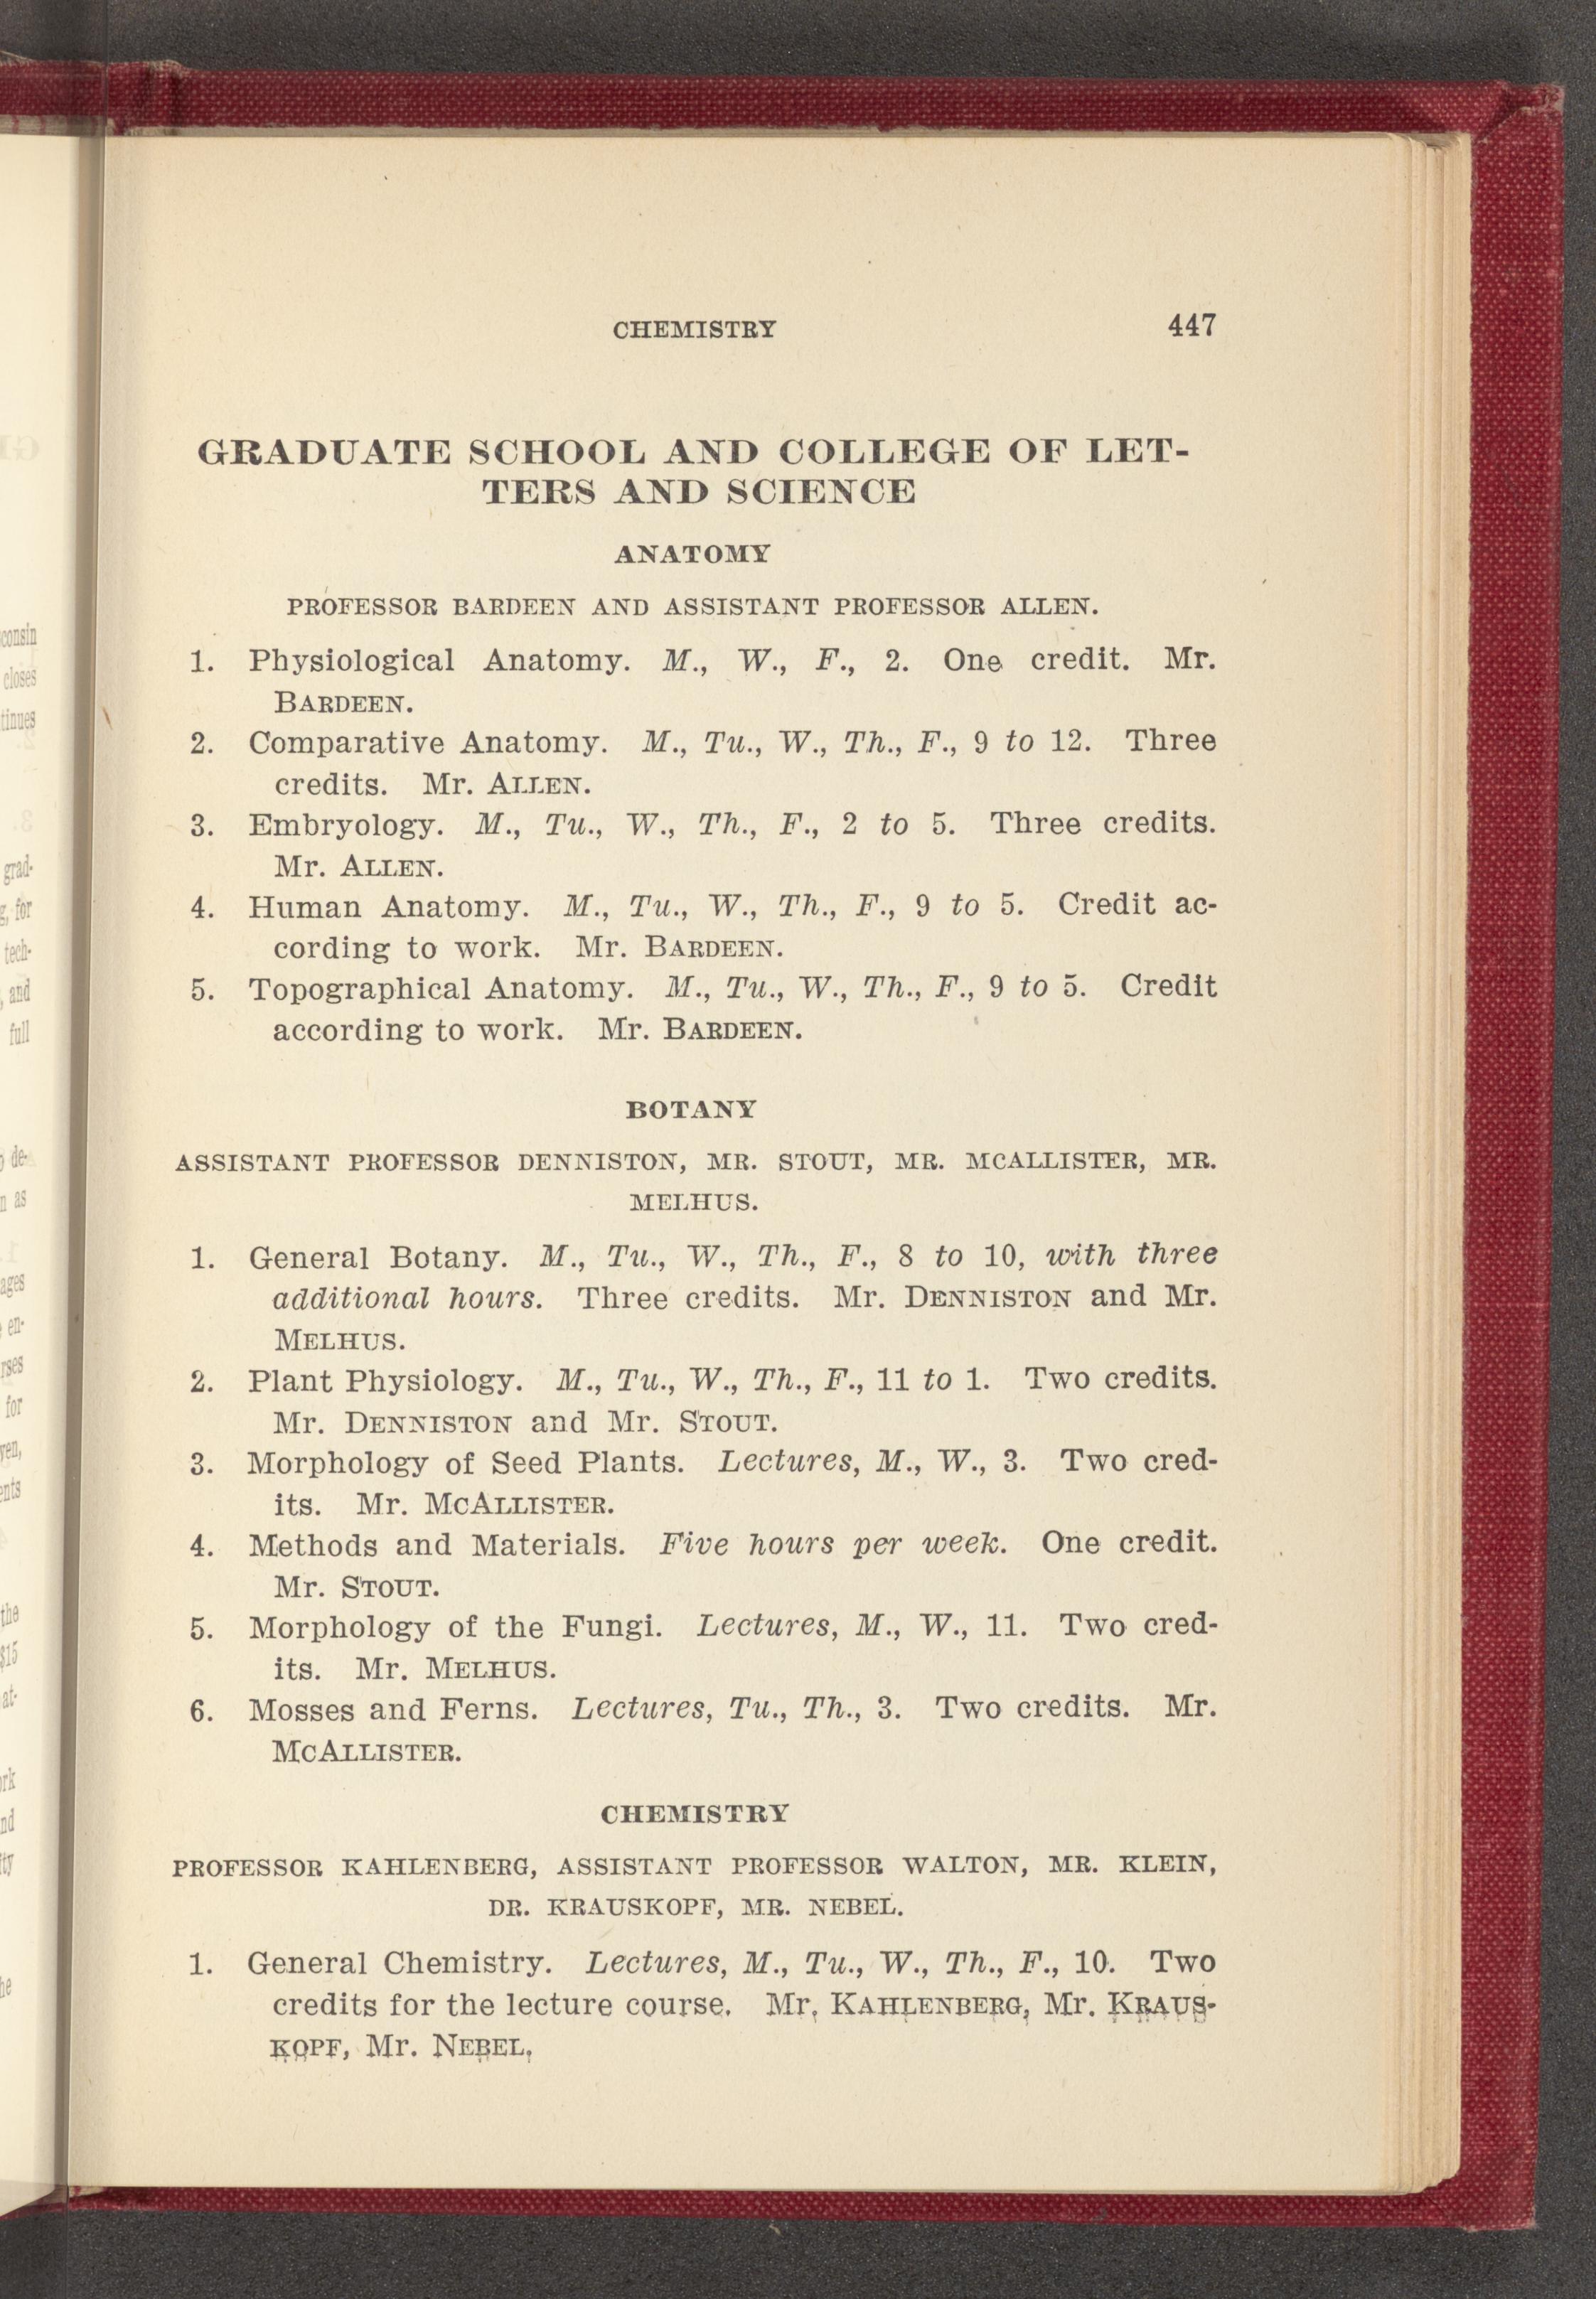 CHEMISTRY 447
GRADUATE SCHOOL AND COLLEGE OF LET-
TERS AND SCIENCE
ANATOMY
PROFESSOR BARDEEN AND ASSISTANT PROFESSOR ALLEN.
1. Physiological Anatomy. M., W., F., 2. One credit. Mr.
BARDEEN.
2. Comparative Anatomy. M., Tu., W., Th., F., 9 to 12. Three
credits. Mr. ALLEN.
3. Embryology. M., Tu., W., Th., F., 2 to 5. Three credits.
Mr. ALLEN.
4. Human Anatomy. M., Tu., W., Th., F., 9 to 5. Credit ac-
cording to work. Mr. BARDEEN.
5. Topographical Anatomy. M., Tu., W., Th., F., 9 to 5. Credit
according to work. Mr. BARDEEN.
BOTANY
ASSISTANT PROFESSOR DENNISTON, MR. STOUT, MR. MCALLISTER, MR.
MELHUS.
1. General Botany. M., Tu., W., Th., F., 8 to 10, with three
additional hours. Three credits. Mr. DENNISTON and Mr.
MELHUS.
2. Plant Physiology. M., Tu., W., Th., F., 11 to 1. Two credits.
Mr. DENNISTON and Mr. STOUT.
3. Morphology of Seed Plants. Lectures, M., W., 3. Two cred-
its. Mr. MCALLISTER.
4. Methods and Materials. Five hours per week. One credit.
Mr. STOUT.
5. Morphology of the Fungi. Lectures, M., W., 11. Two cred-
its. Mr. MELHUS.
6. Mosses and Ferns. Lectures, Tu., Th., 3. Two credits. Mr.
MCALLISTER.
CHEMISTRY
PROFESSOR KAHLENBERG, ASSISTANT PROFESSOR WALTON, MR. KLEIN,
DR. KRAUSKOPF, MR. NEBEL.
1. General Chemistry. Lectures, M., Tu., W., Th., F., 10. Two
credits for the lecture course. Mr. KAHLENBERG, Mr. KRAUS-
KOPF, Mr. NEBEL.